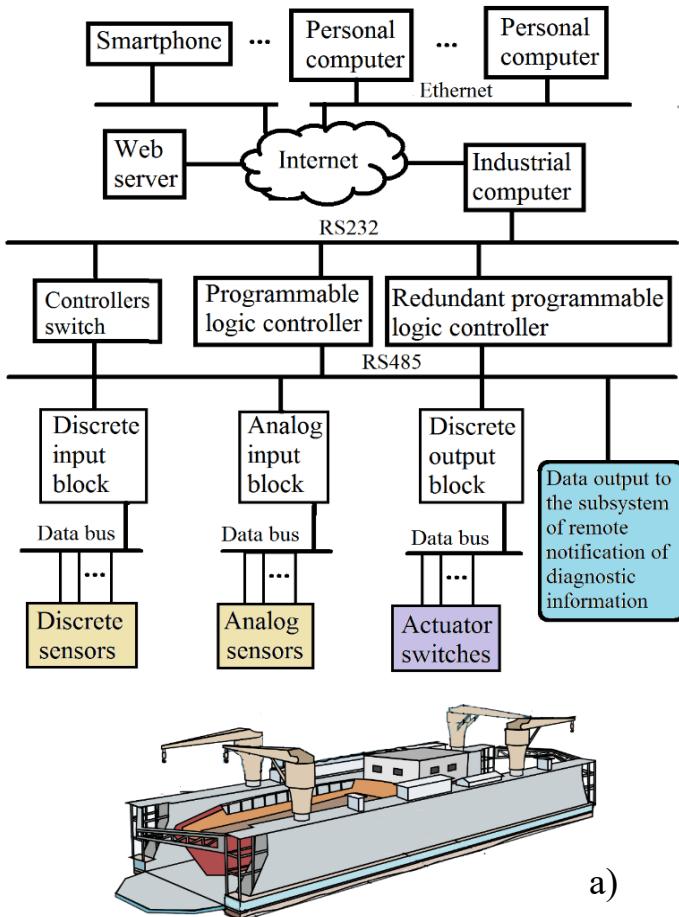 Smartphone
...
Personal
computer
...
Personal
computer
Ethernet
Web
server
Internet
Industrial
computer
RS232
Controllers
switch
Programmable
logic controller
Redundant programmable
logic controller
RS485
Discrete
input
block
Analog
input
block
Discrete
output
block
Data output to
the subsystem
of remote
notification of
diagnostic
information
Data bus
Data bus
Data bus
...
...
...
Discrete
sensors
Analog
sensors
Actuator
switches
a)